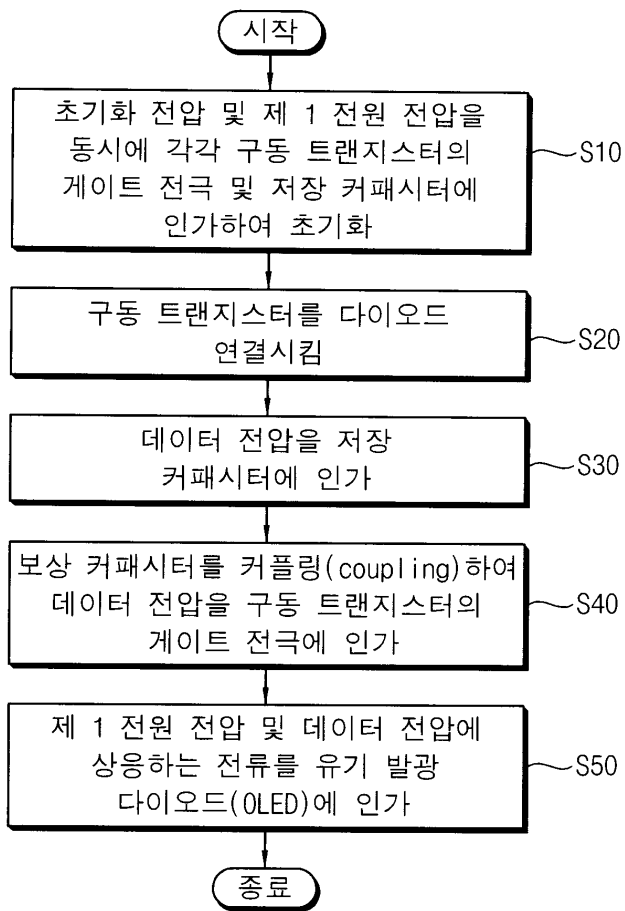 시작
초기화 전압 및 제 1 전원 전압을
동시에 각각 구동 트랜지스터의
게이트 전극 및 저장 커패시터에
인가하여 초기화
S10
구동 트랜지스터를 다이오드
연결시킴
S20
데이터 전압을 저장
커패시터에 인가
S30
보상 커패시터를 커플링(coupling)하여
데이터 전압을 구동 트랜지스터의
게이트 전극에 인가
S40
제 1 전원 전압 및 데이터 전압에
상응하는 전류를 유기 발광
다이오드(OLED)에 인가
S50
종료